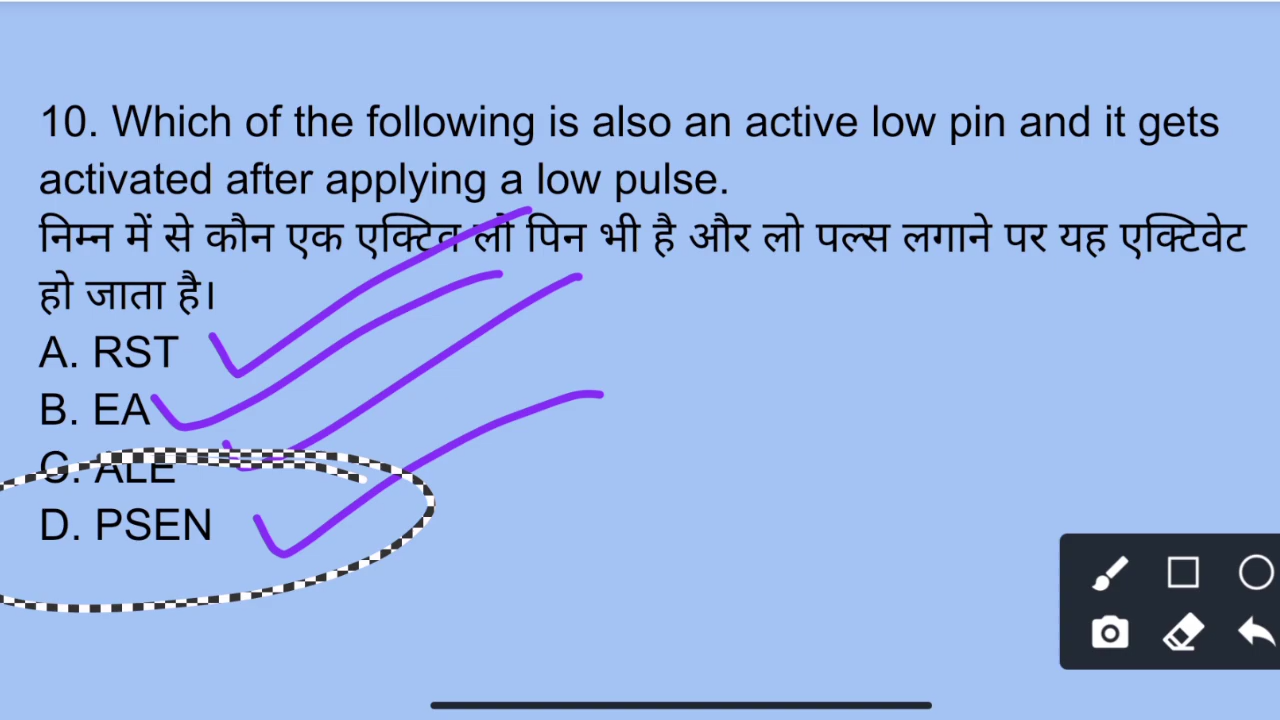 10. Which of the following is also an active low pin and it gets
activated after applying a low pulse.
निम्न में से कौन एक एक्टिव लो पिन भी है और लो पल्स लगाने पर यह एक्टिवेट
हो जाता है।
A. RST
B. EA
C. ALE
D. PSEN